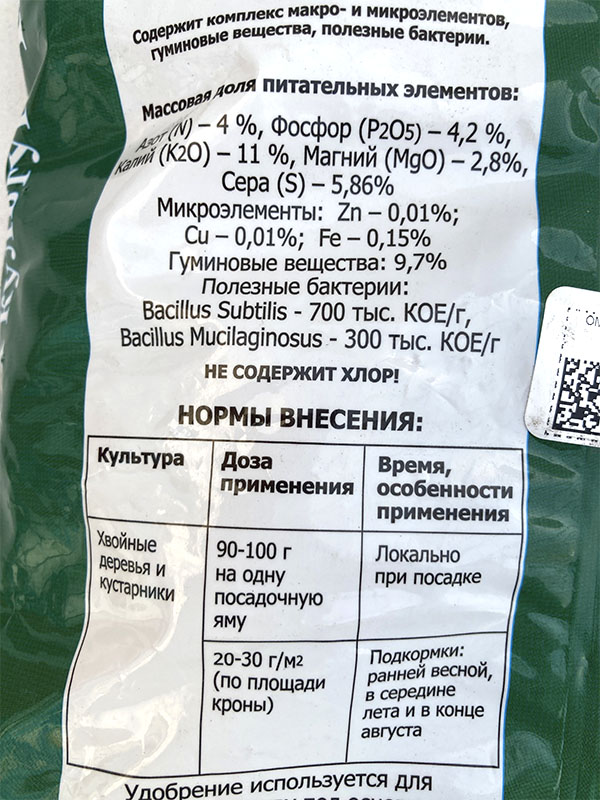 Содержит комплекс макро- и микроэлементов,
гуминовые вещества, полезные бактерии.
Массовая доля питательных элементов:
Азот (N) – 4 %, Фосфор (P2O5) – 4,2 %,
Калий (K2O) – 11 %, Магний (MgO) – 2,8%,
Сера (S) – 5,86%
Микроэлементы: Zn – 0,01%;
Cu – 0,01%; Fe – 0,15%
Гуминовые вещества: 9,7%
Полезные бактерии:
Bacillus Subtilis - 700 тыс. КОЕ/г,
Bacillus Mucilaginosus - 300 тыс. КОЕ/г
НЕ СОДЕРЖИТ ХЛОР!
НОРМЫ ВНЕСЕНИЯ:
Культура
Доза
применения
Время,
особенности
применения
Хвойные
деревья и
кустарники
90-100 г
на одну
посадочную
яму
Локально
при посадке
20-30 г/м2
(по площади
кроны)
Подкормки:
ранней весной,
в середине
лета и в конце
августа
Удобрение используется для